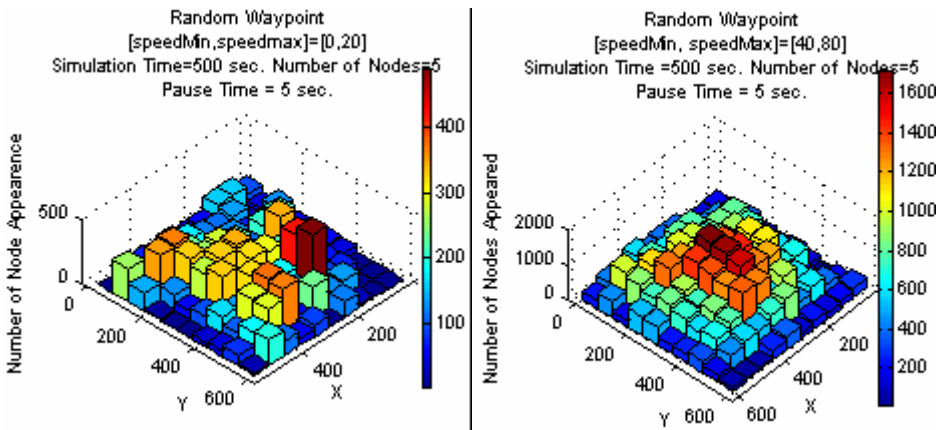 Random Waypoint
[speedMin,speedmax]=[0,20]
Simulation Time=500 sec. Number of Nodes=5
Pause Time = 5 sec.
Number of Node Appearence
500
0
0
200
400
600
Y
600
400
200
X
400
300
200
100
Random Waypoint
[speedMin, speedMax]=[40,80]
Simulation Time =500 sec. Number of Nodes=5
Pause Time = 5 sec.
Number of Nodes Appeared
2000
1000
0
0
200
400
600
Y
600
400
200
X
1600
1400
1200
1000
800
600
400
200